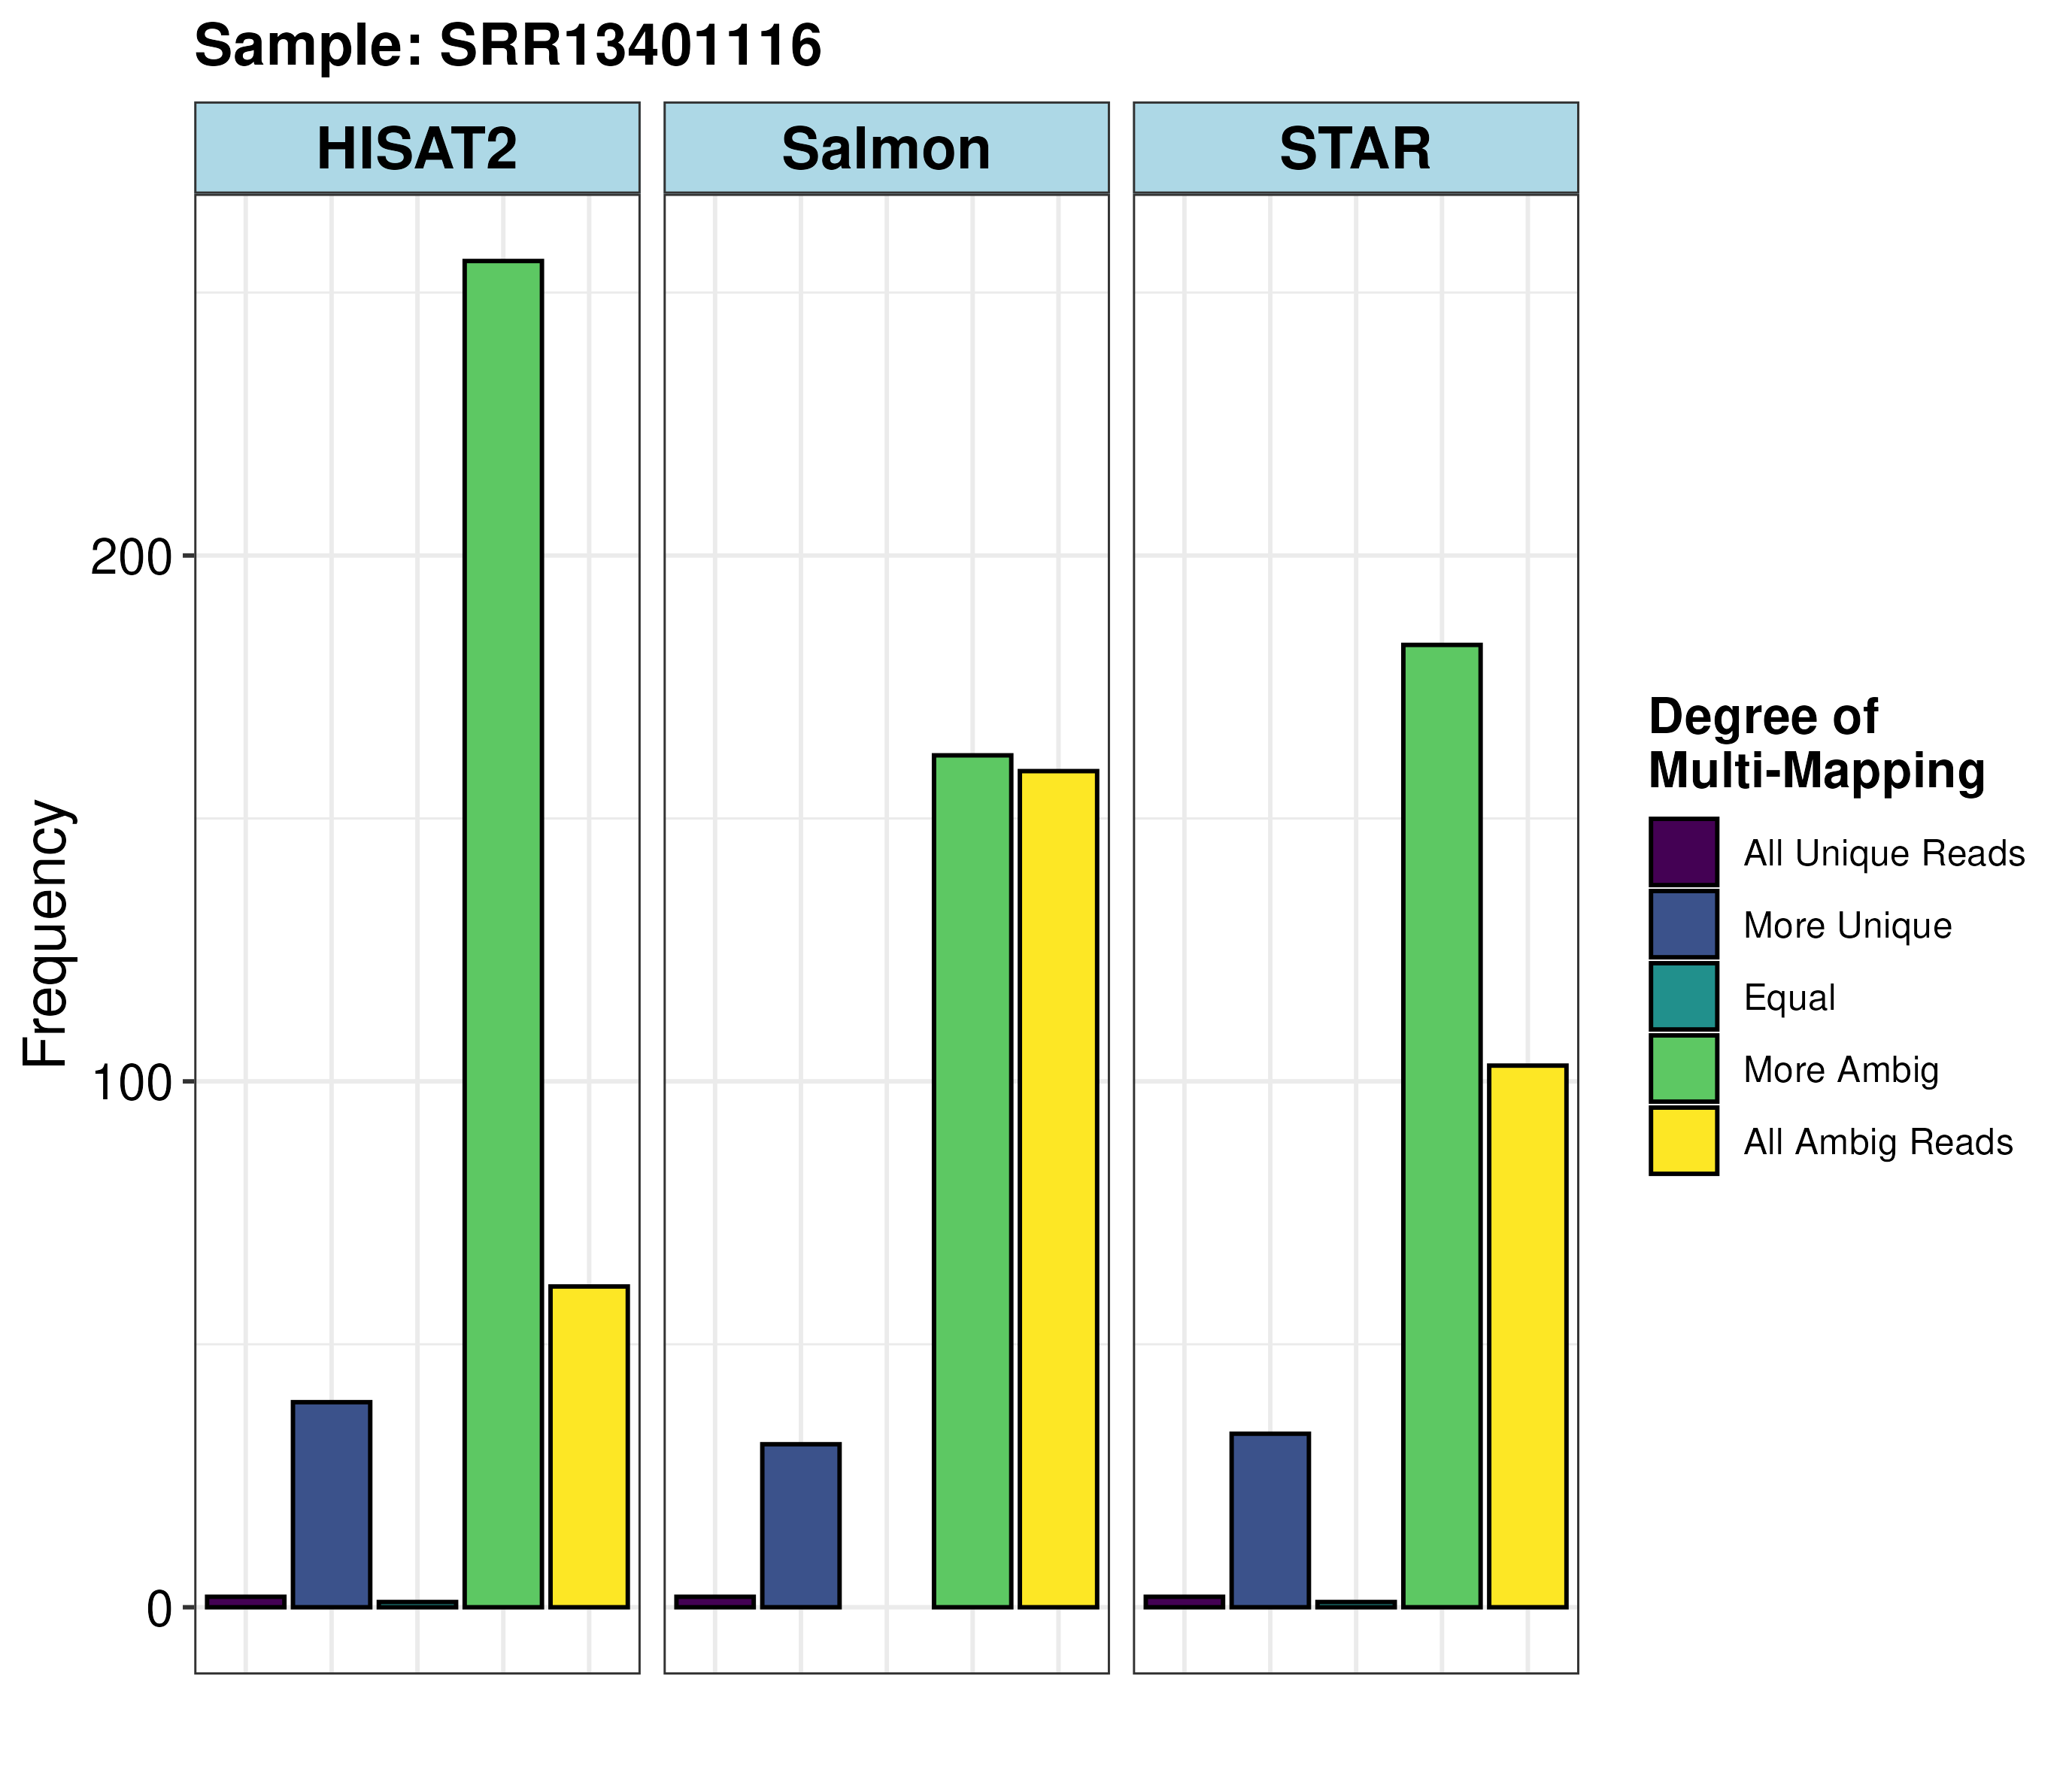 Sample: SRR13401116
HISAT2
Salmon
STAR
Frequency
200
100
0
Degree of
Multi-Mapping
All Unique Reads
More Unique
Equal
More Ambig
All Ambig Reads